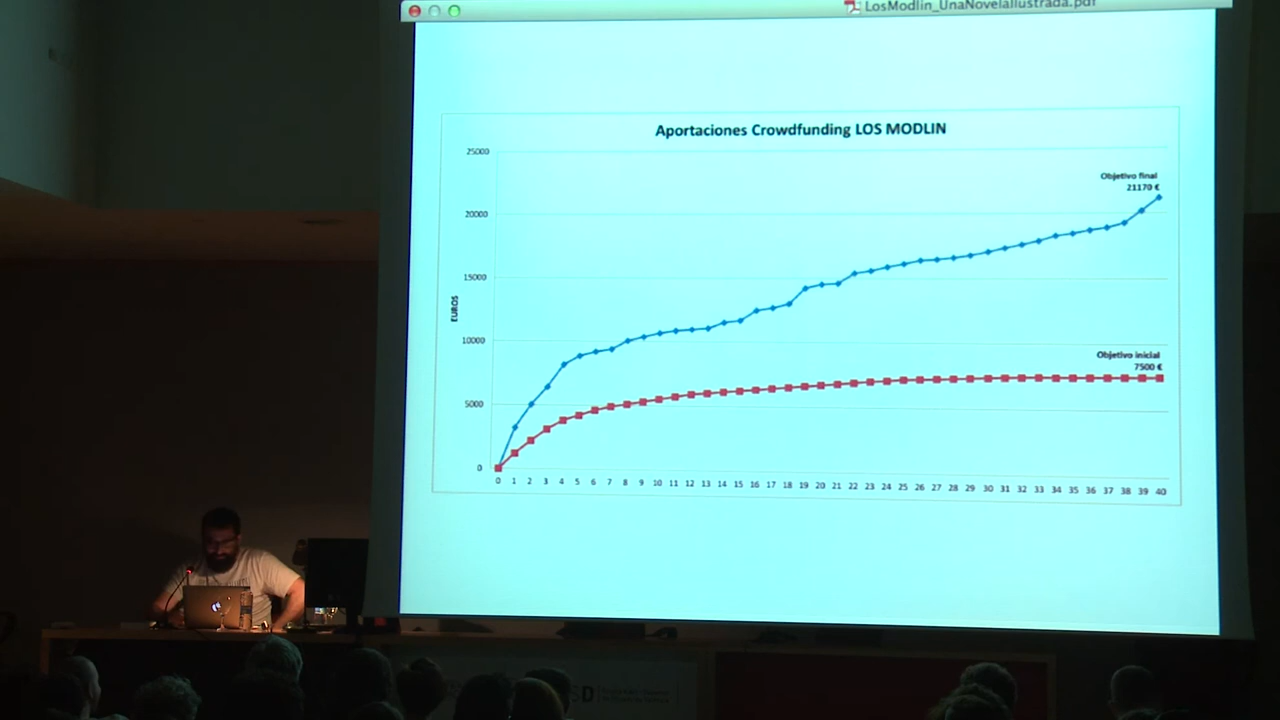 LosModlin_UnaNovelaIlustrada.pdf
Aportaciones Crowdfunding LOS MODLIN
25000
20000
15000
10000
5000
0
EUROS
Objetivo final
21170 €
Objetivo inicial
7500 €
0 1 2 3 4 5 6 7 8 9 10 11 12 13 14 15 16 17 18 19 20 21 22 23 24 25 26 27 28 29 30 31 32 33 34 35 36 37 38 39 40